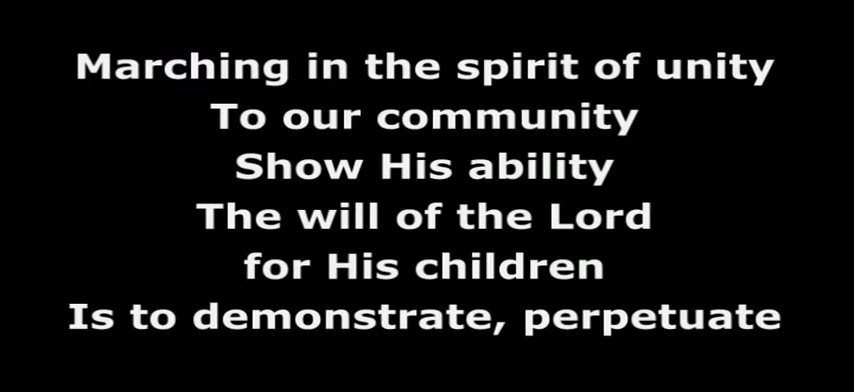 Marching in the spirit of unity
To our community
Show His ability
The will of the Lord
for His children
Is to demonstrate, perpetuate